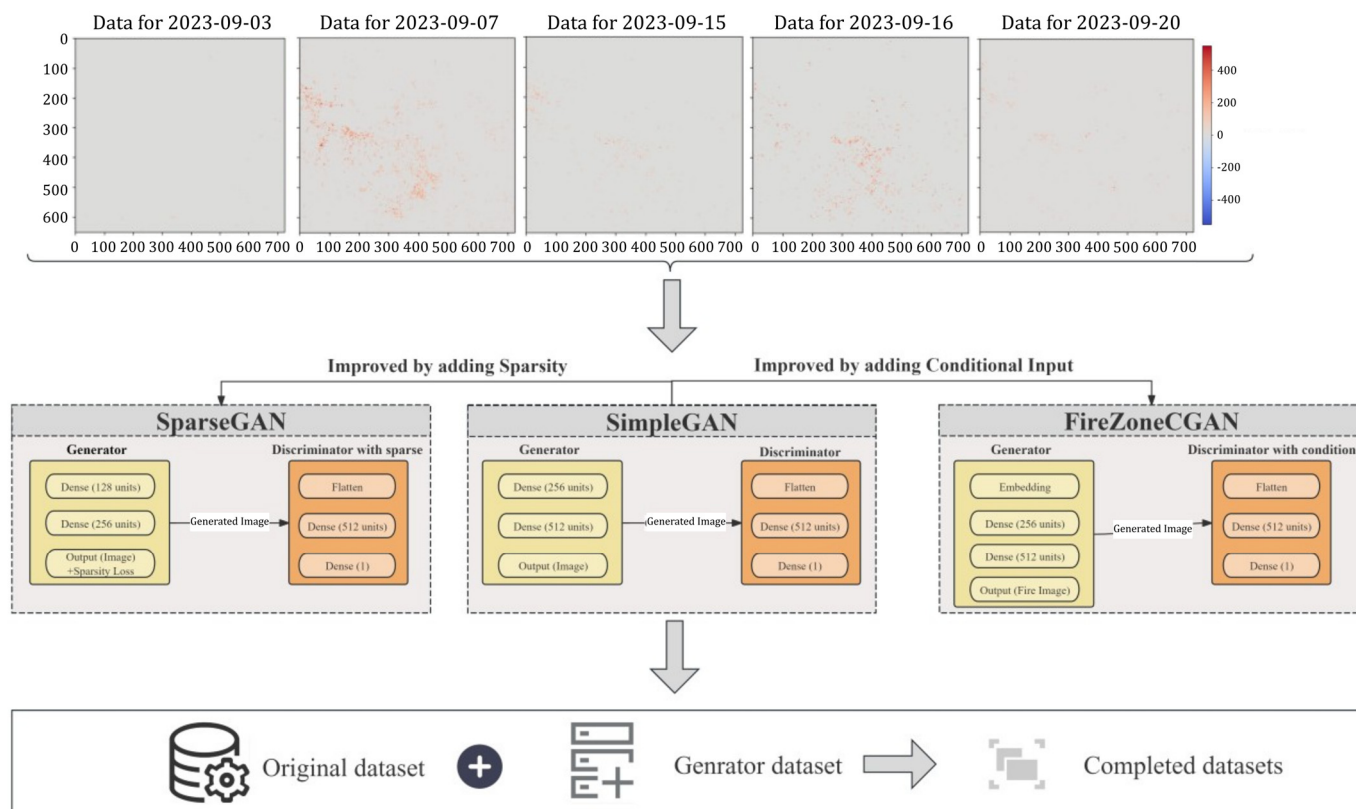 Data for 2023-09-03 Data for 2023-09-07 Data for 2023-09-15 Data for 2023-09-16 Data for 2023-09-20
0
100
200
300
400
500
600
0 100 200 300 400 500 600 700 0 100 200 300 400 500 600 700 0 100 200 300 400 500 600 700 0 100 200 300 400 500 600 700 0 100 200 300 400 500 600 700
400
200
0
-200
-400
Improved by adding Sparsity
Improved by adding Conditional Input
SparseGAN
Generator
Discriminator with sparse
Dense (128 units)
Dense (256 units)
Output (Image)
+Sparsity Loss
Generated Image
Flatten
Dense (512 units)
Dense (1)
SimpleGAN
Generator
Discriminator
Dense (256 units)
Dense (512 units)
Output (Image)
Generated Image
Flatten
Dense (512 units)
Dense (1)
FireZoneCGAN
Generator
Discriminator with condition
Embedding
Dense (256 units)
Dense (512 units)
Output (Fire Image)
Generated Image
Flatten
Dense (512 units)
Dense (1)
Original dataset
Genrator dataset
Completed datasets